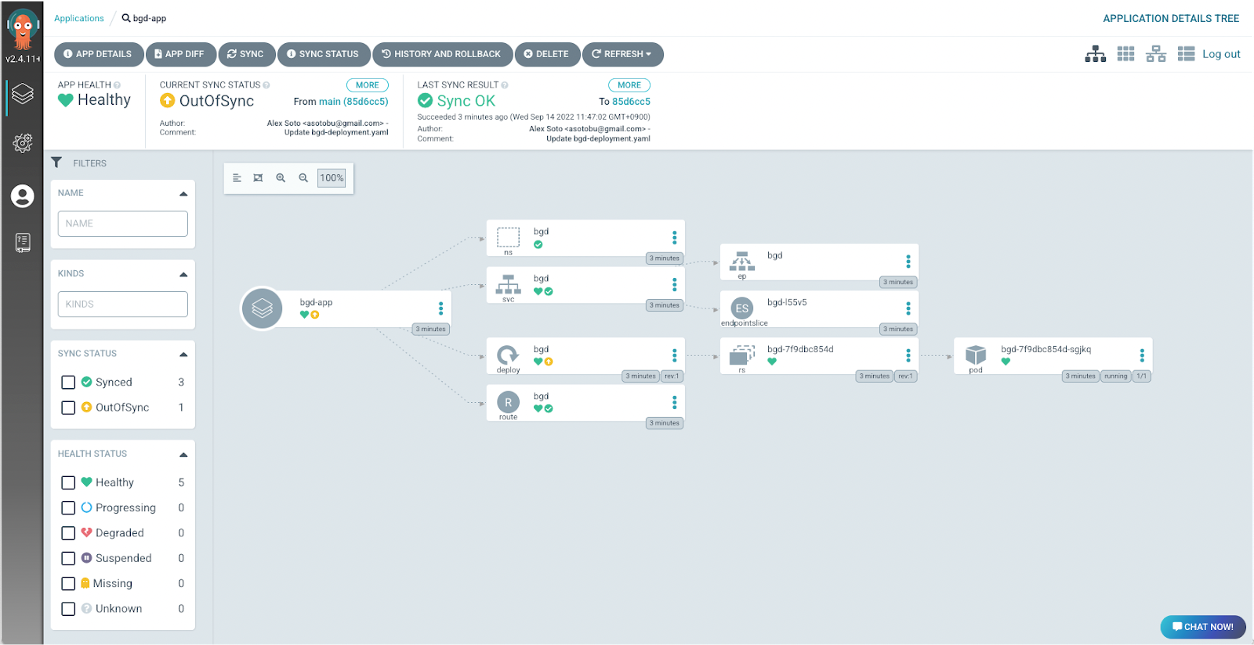 Applications / bgd-app
APPLICATION DETAILS TREE
v2.4.11+
APP DETAILS APP DIFF SYNC SYNC STATUS HISTORY AND ROLLBACK DELETE REFRESH
Log out
APP HEALTH
Healthy
CURRENT SYNC STATUS MORE
OutOfSync From main (85d6cc5)
Author: Alex Soto <asotobu@gmail.com> -
Comment: Update bgd-deployment.yaml
LAST SYNC RESULT MORE
Sync OK To 85d6cc5
Succeeded 3 minutes ago (Wed Sep 14 2022 11:47:02 GMT+0900)
Author: Alex Soto <asotobu@gmail.com> -
Comment: Update bgd-deployment.yaml
FILTERS
NAME
NAME
KINDS
KINDS
SYNC STATUS
Synced 3
OutOfSync 1
HEALTH STATUS
Healthy 5
Progressing 0
Degraded 0
Suspended 0
Missing 0
Unknown 0
100%
bgd-app
3 minutes
bgd
ns
3 minutes
bgd
svc
3 minutes
bgd
deploy
3 minutes rev:1
bgd
R
route
3 minutes
bgd
ep
3 minutes
bgd-l55v5
ES
endpointslice
3 minutes
bgd-7f9dbc854d
rs
3 minutes rev:1
bgd-7f9dbc854d-sgjkq
pod
3 minutes running 1/1
CHAT NOW!